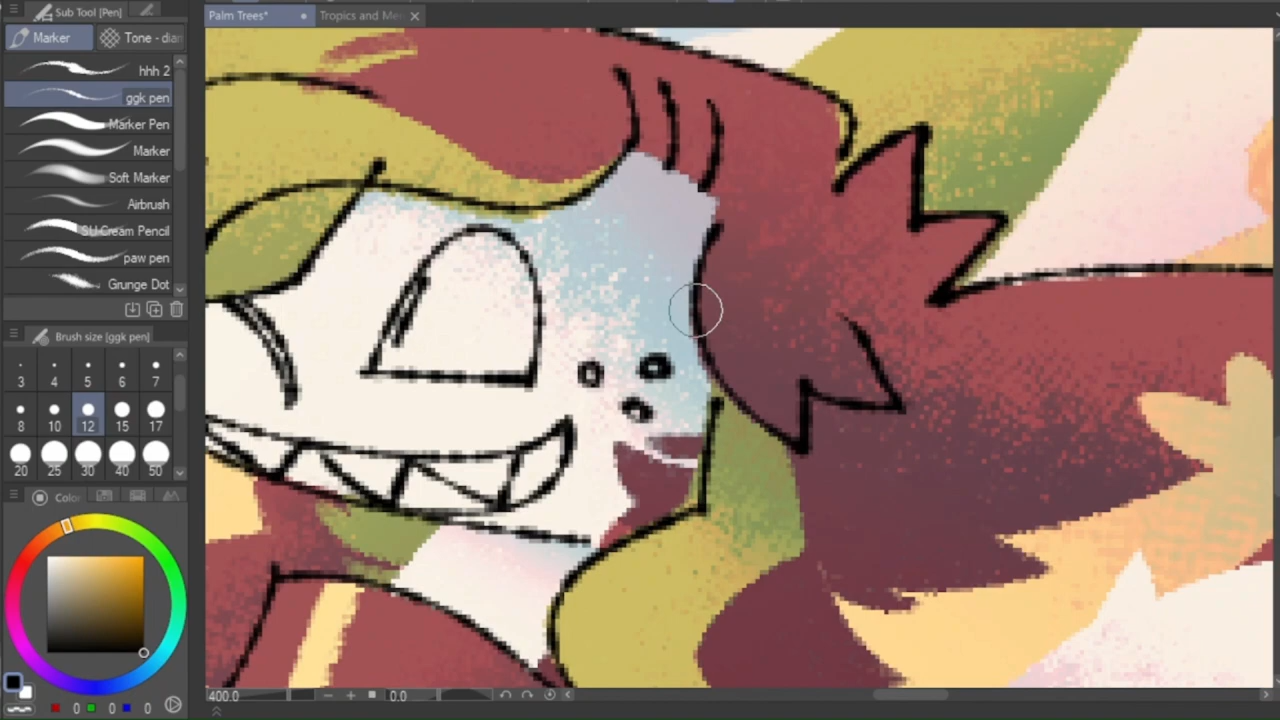 Sub Tool [Pen]
Palm Trees*
Tropics and Me
Marker
Tone - dia
hhh 2
ggk pen
Marker Pen
Marker
Soft Marker
Airbrush
SU-Cream Pencil
paw pen
Grunge Dot
Brush size [ggk pen]
3 4 5 6 7
8 10 12 15 17
20 25 30 40 50
Color
400.0 0.0
0 0 0